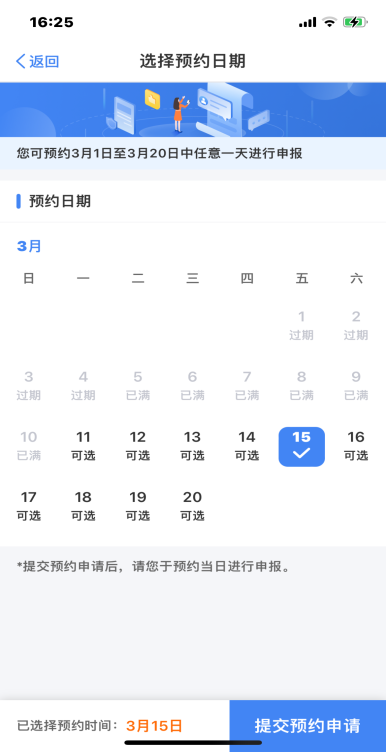 16:25
返回
选择预约日期
您可预约3月1日至3月20日中任意一天进行申报
预约日期
3月
日 一 二 三 四 五 六
1 2
过期 过期
3 4 5 6 7 8 9
过期 过期 已满 已满 已满 已满 已满
10 11 12 13 14 15 16
已满 可选 可选 可选 可选 可选
17 18 19 20
可选 可选 可选 可选
*提交预约申请后，请您于预约当日进行申报。
已选择预约时间：3月15日
提交预约申请